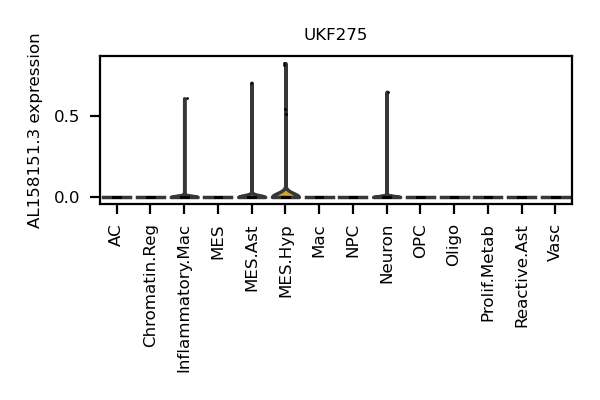 UKF275
AL158151.3 expression
0.5
0.0
AC
Chromatin.Reg
Inflammatory.Mac
MES
MES.Ast
MES.Hyp
Mac
NPC
Neuron
OPC
Oligo
Prolif.Metab
Reactive.Ast
Vasc